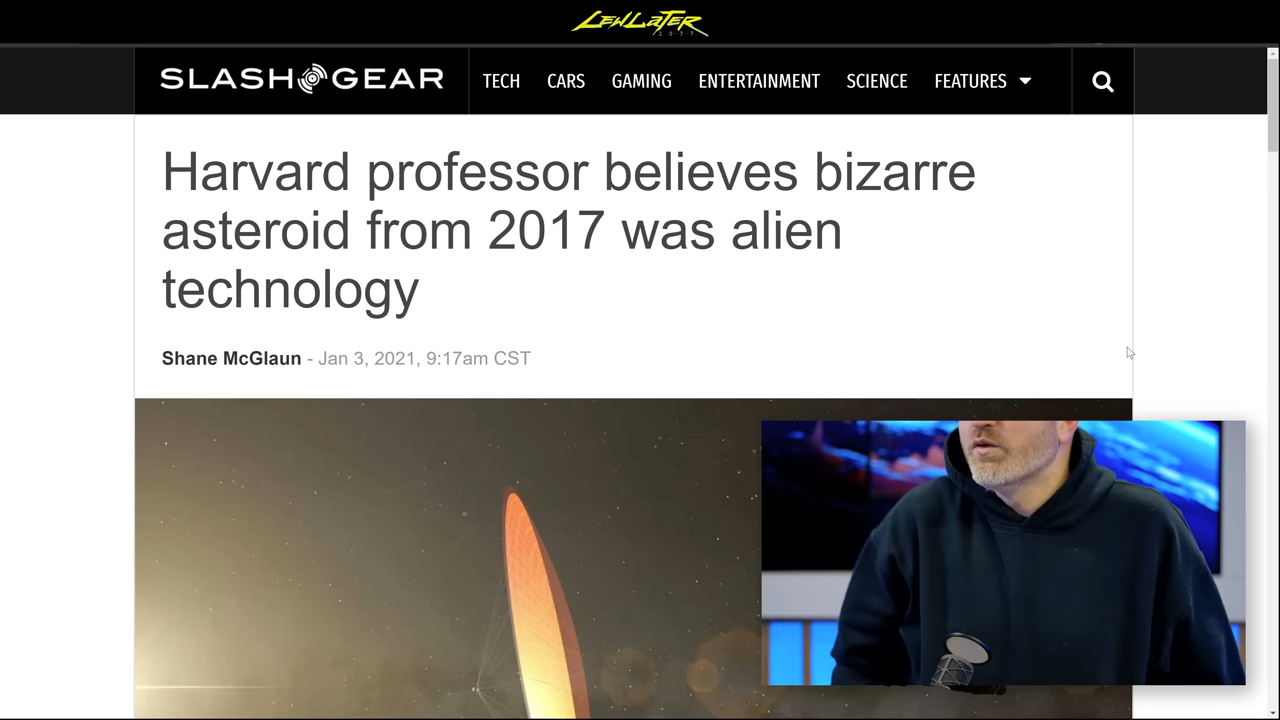 LEWLATER
2077
SLASHGEAR
TECH CARS GAMING ENTERTAINMENT SCIENCE FEATURES
Harvard professor believes bizarre
asteroid from 2017 was alien
technology
Shane McGlaun - Jan 3, 2021, 9:17am CST